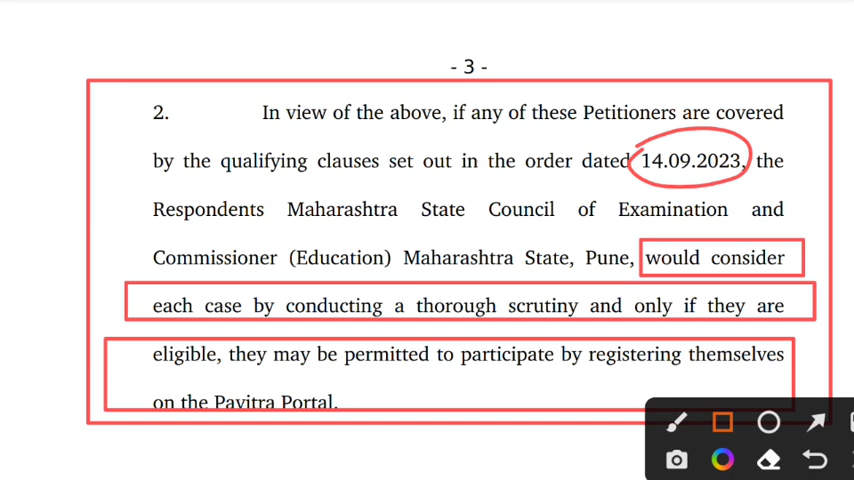 - 3 -
2. In view of the above, if any of these Petitioners are covered
by the qualifying clauses set out in the order dated 14.09.2023, the
Respondents Maharashtra State Council of Examination and
Commissioner (Education) Maharashtra State, Pune, would consider
each case by conducting a thorough scrutiny and only if they are
eligible, they may be permitted to participate by registering themselves
on the Pavitra Portal.